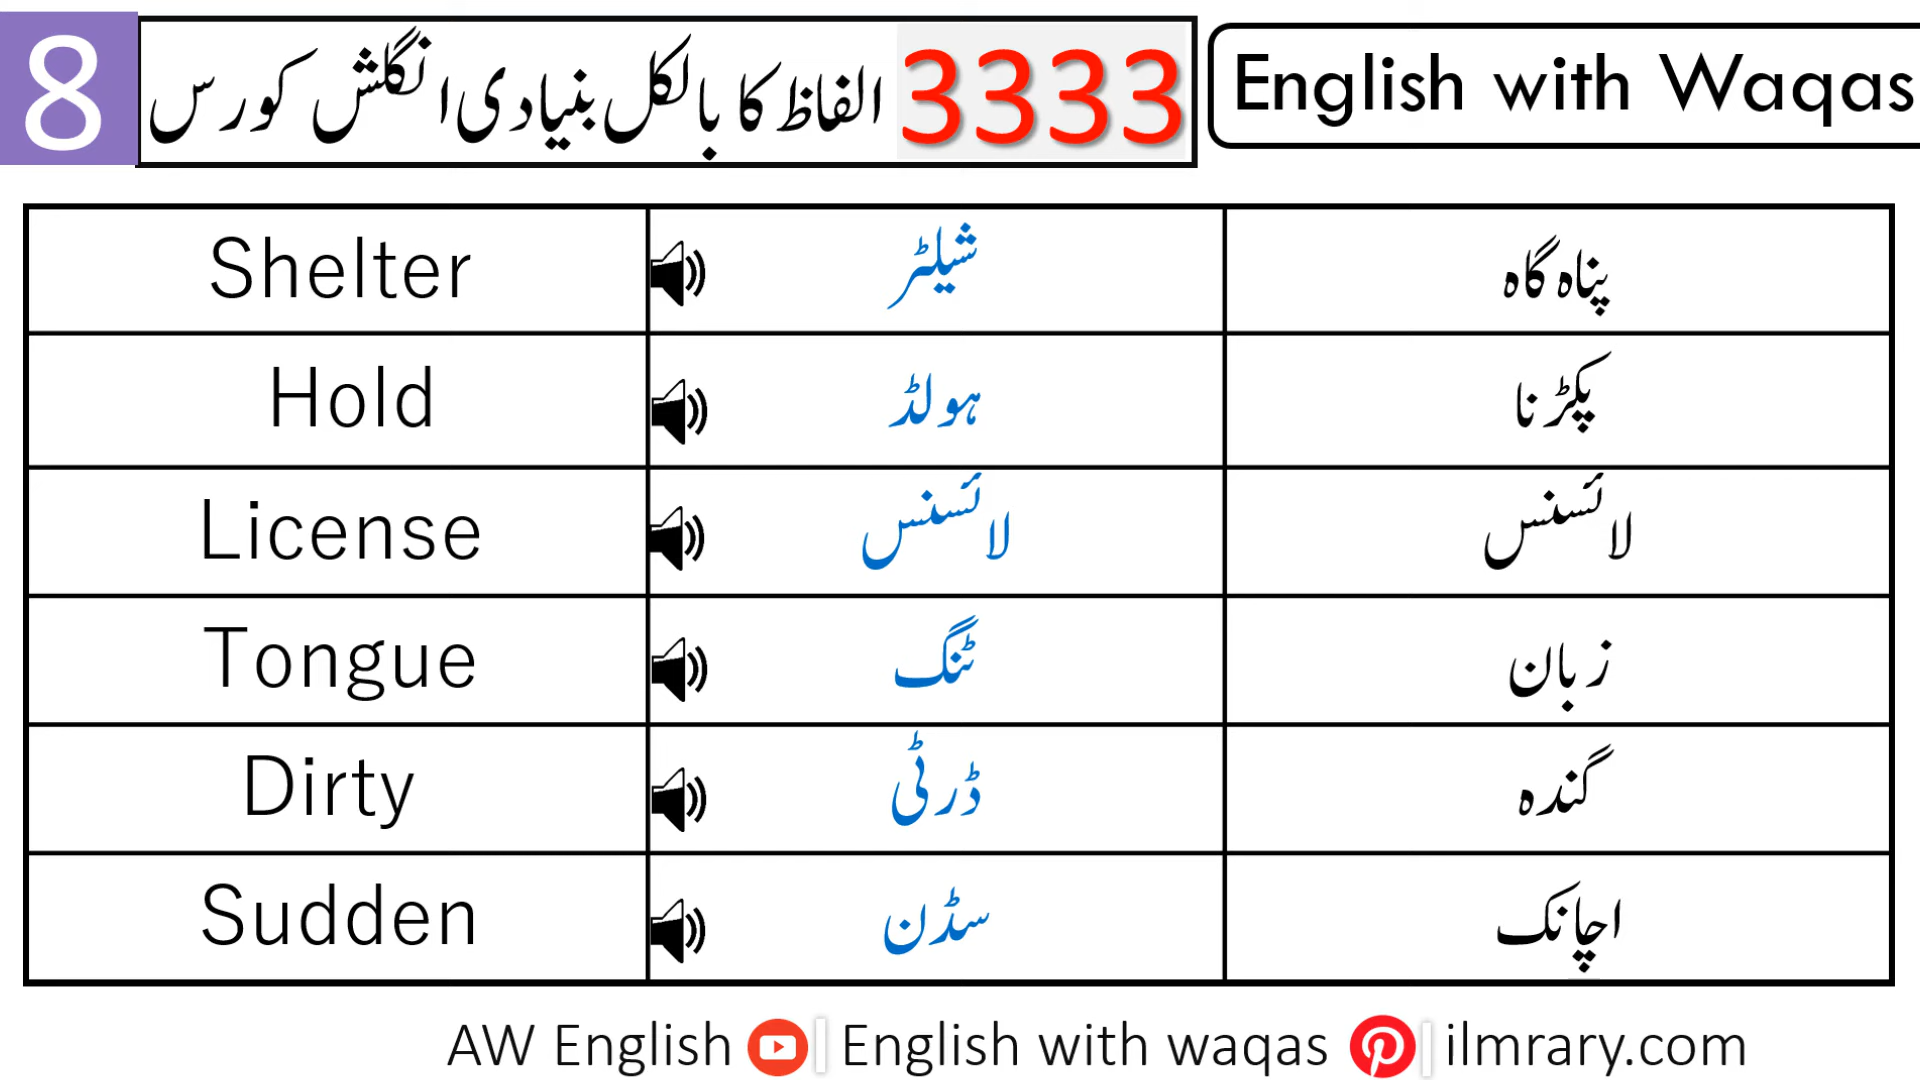 8
3333 الفاظ کا بالکل بنیادی انگلش کورس
English with Waqas
Shelter شیلٹر پناہ گاہ
Hold ہولڈ پکڑنا
License لائسنس لائسنس
Tongue ٹنگ زبان
Dirty ڈرٹی گندہ
Sudden سڈن اچانک
AW English | English with waqas | ilmrary.com